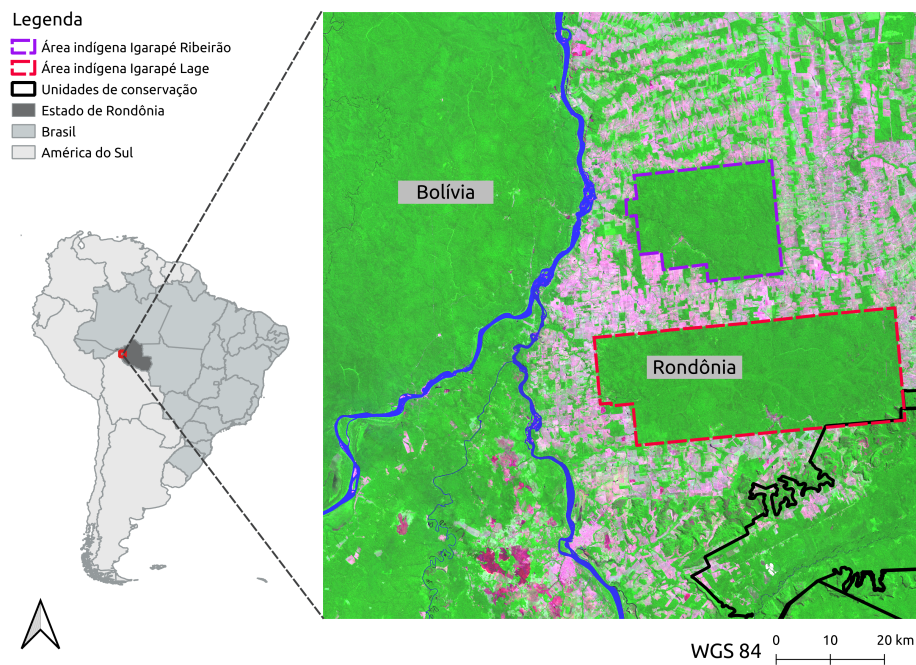 Legenda
Área indígena Igarapé Ribeirão
Área indígena Igarapé Lage
Unidades de conservação
Estado de Rondônia
Brasil
América do Sul
Bolívia
Rondônia
WGS 84
0 10 20 km